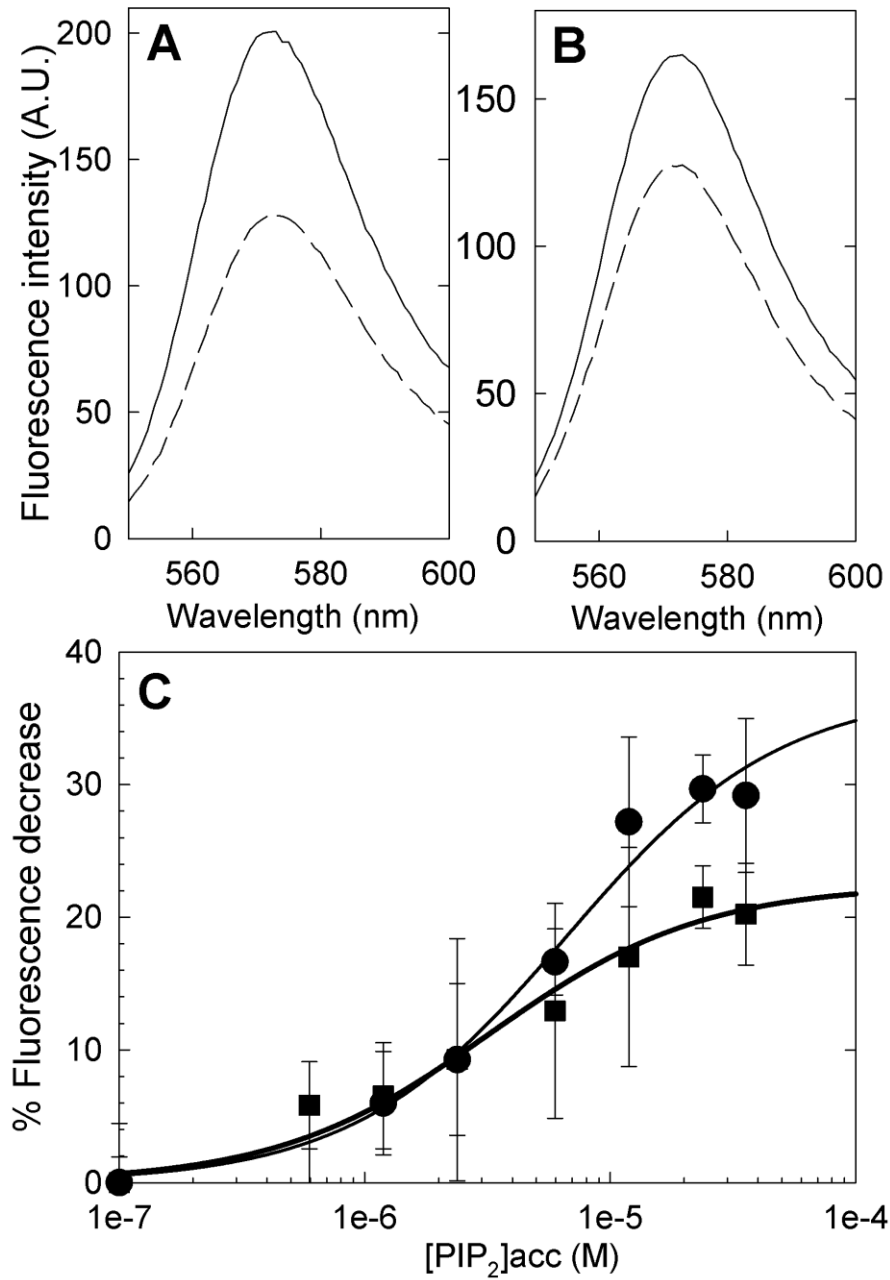 A
B
Fluorescence intensity (A.U.)
200
150
100
50
0
150
100
50
0
560
580
600
560
580
600
Wavelength (nm)
Wavelength (nm)
C
% Fluorescence decrease
40
30
20
10
0
1e-7
1e-6
1e-5
1e-4
[PIP₂]acc (M)